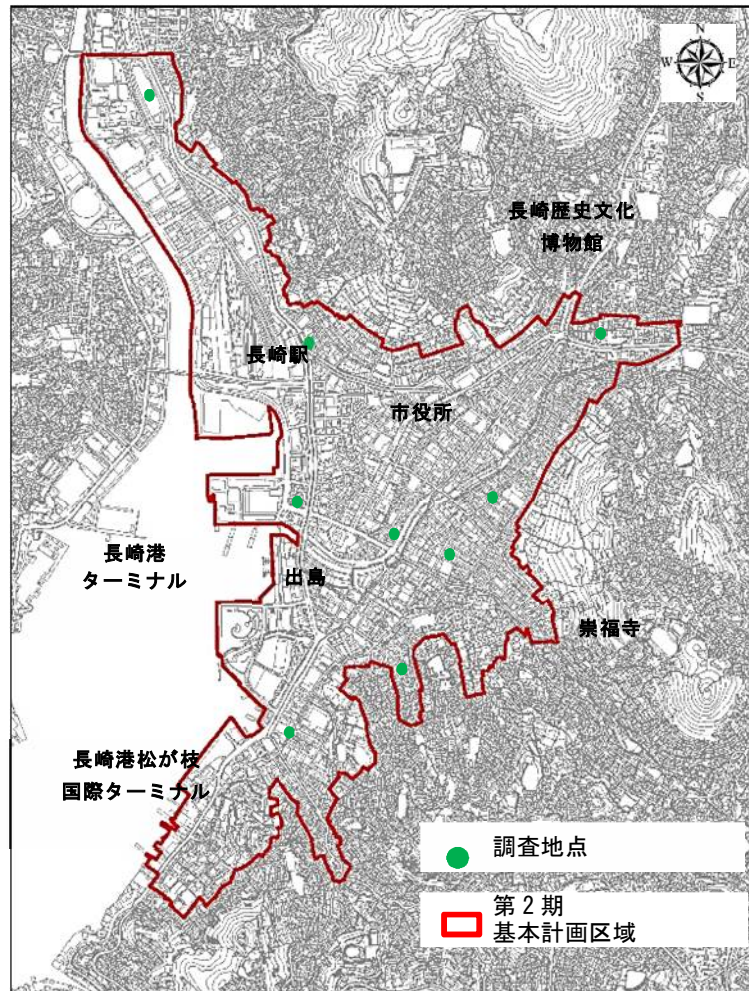 N
W E
S
長崎歴史文化
博物館
長崎駅
市役所
長崎港
ターミナル
出島
崇福寺
長崎港松が枝
国際ターミナル
調査地点
第2期
基本計画区域